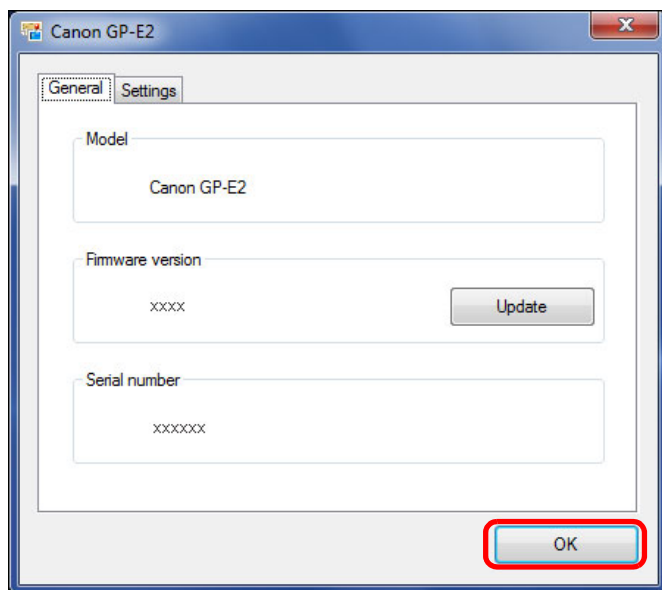 Canon GP-E2
General Settings
Model
Canon GP-E2
Firmware version
xxxx Update
Serial number
xxxxxx
OK